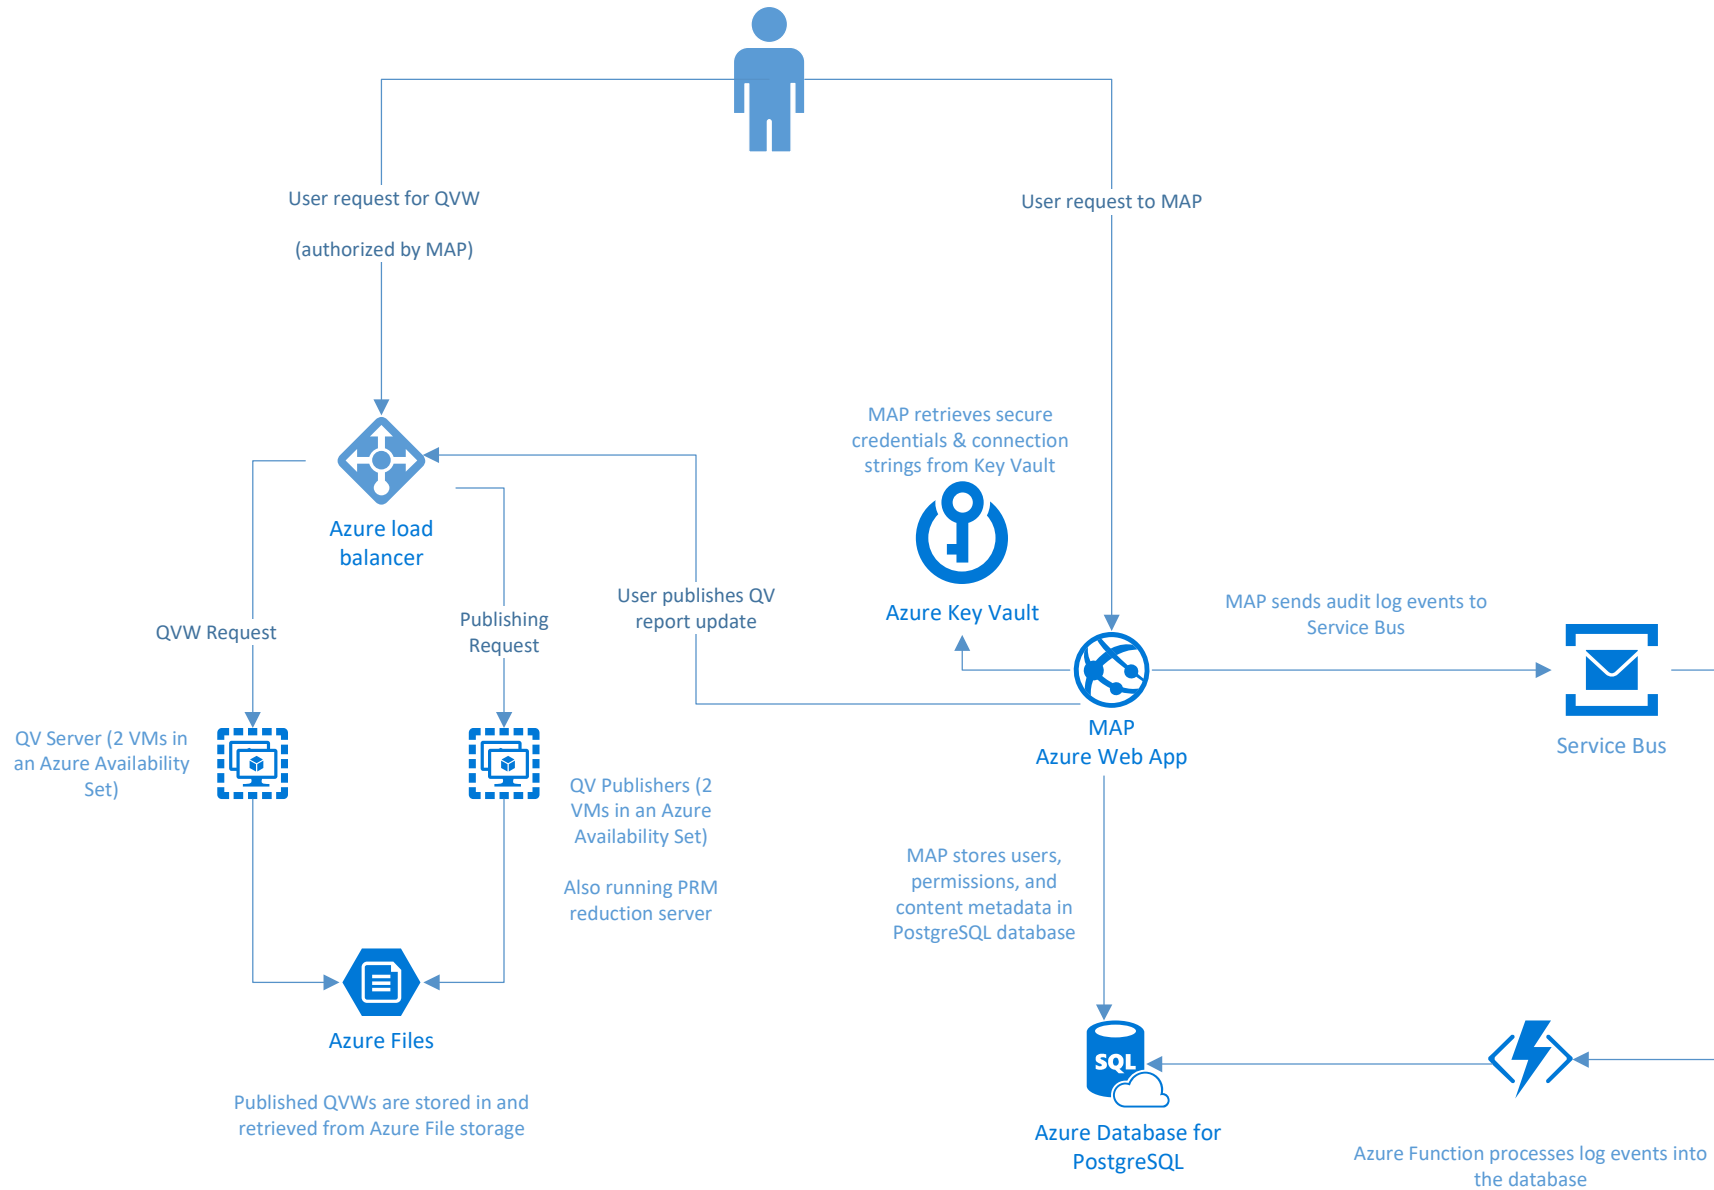 User request for QVW
(authorized by MAP)
User request to MAP
MAP retrieves secure
credentials & connection
strings from Key Vault
Azure load
balancer
Azure Key Vault
User publishes QV
report update
QVW Request
Publishing
Request
MAP sends audit log events to
Service Bus
Service Bus
MAP
Azure Web App
QV Server (2 VMs in
an Azure Availability
Set)
QV Publishers (2
VMs in an Azure
Availability Set)
Also running PRM
reduction server
MAP stores users,
permissions, and
content metadata in
PostgreSQL database
Azure Files
Published QVWs are stored in and
retrieved from Azure File storage
SQL
Azure Database for
PostgreSQL
Azure Function processes log events into
the database